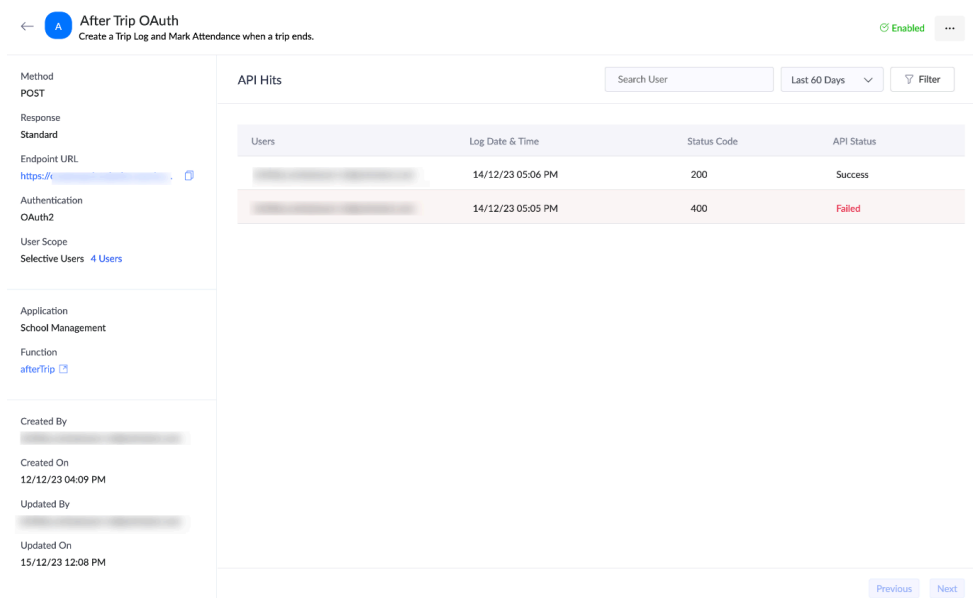 A
After Trip OAuth
Create a Trip Log and Mark Attendance when a trip ends.
Enabled
...
Method
POST
Response
Standard
Endpoint URL
https://
Authentication
OAuth2
User Scope
Selective Users 4 Users
Application
School Management
Function
afterTrip
Created By
Created On
12/12/23 04:09 PM
Updated By
Updated On
15/12/23 12:08 PM
API Hits
Search User
Last 60 Days
Filter
Users Log Date & Time Status Code API Status
14/12/23 05:06 PM 200 Success
14/12/23 05:05 PM 400 Failed
Previous Next